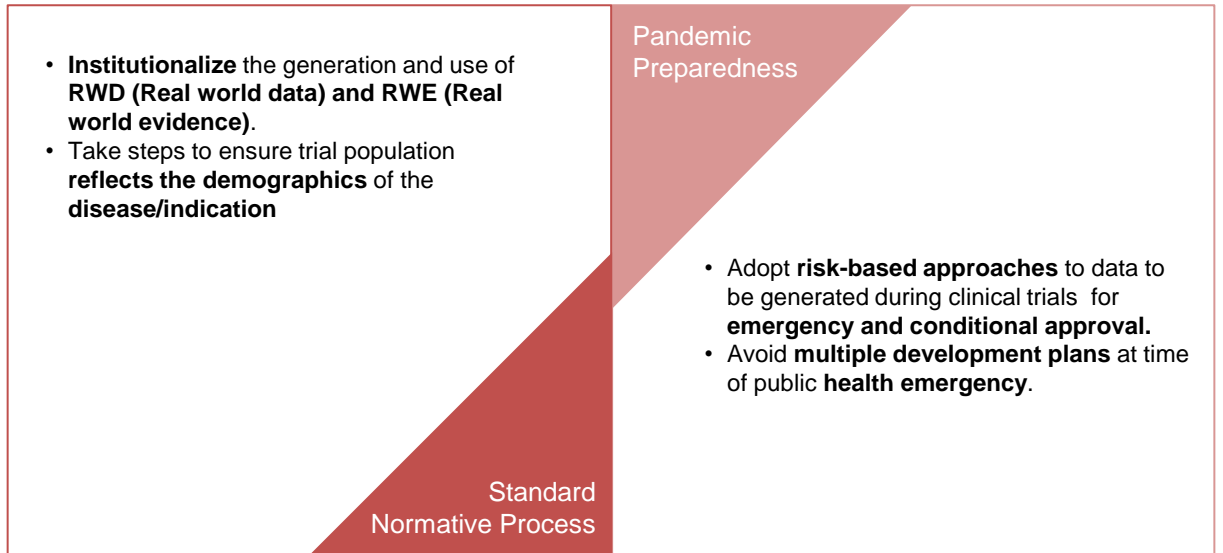 • Institutionalize the generation and use of
RWD (Real world data) and RWE (Real
world evidence).
• Take steps to ensure trial population
reflects the demographics of the
disease/indication
Standard
Normative Process
Pandemic
Preparedness
• Adopt risk-based approaches to data to
be generated during clinical trials  for
emergency and conditional approval.
• Avoid multiple development plans at time
of public health emergency.